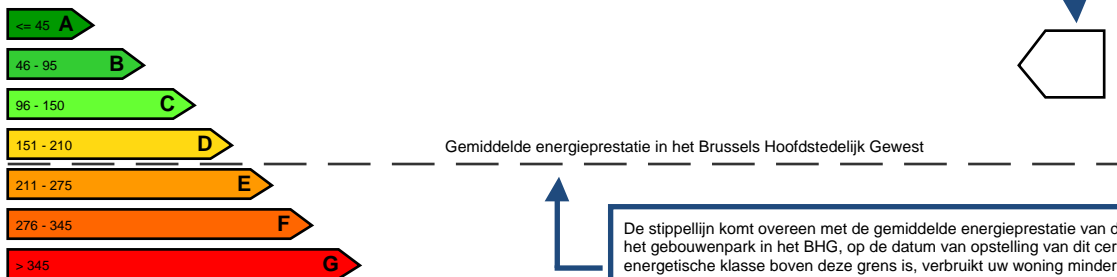 <= 45 A
46 - 95 B
96 - 150 C
151 - 210 D
Gemiddelde energieprestatie in het Brussels Hoofdstedelijk Gewest
211 - 275 E
276 - 345 F
> 345 G
De stippellijn komt overeen met de gemiddelde energieprestatie van
het gebouwenpark in het BHG, op de datum van opstelling van dit
energetische klasse boven deze grens is, verbruikt uw woning minder